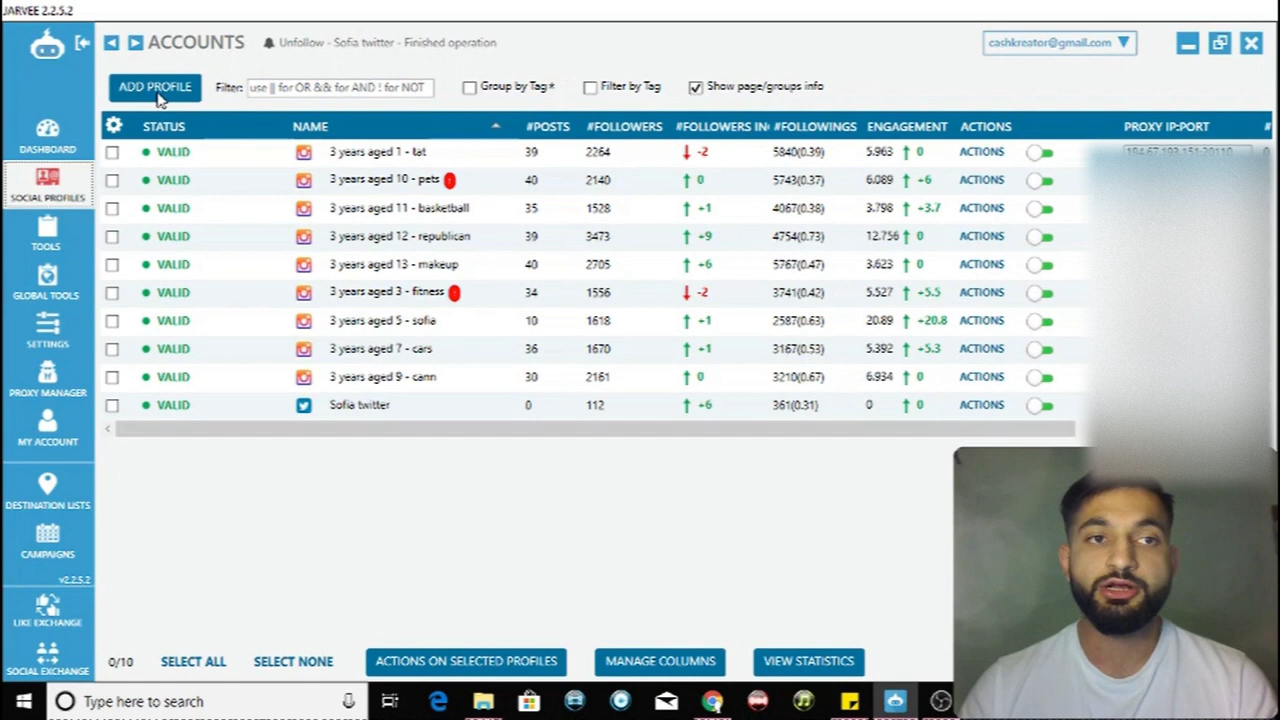 JARVEE 2.2.5.2
ACCOUNTS Unfollow - Sofia twitter - Finished operation cashkreator@gmail.com
ADD PROFILE Filter: use || for OR && for AND ! for NOT Group by Tag* Filter by Tag Show page/groups info
STATUS NAME #POSTS #FOLLOWERS #FOLLOWERS IN #FOLLOWINGS ENGAGEMENT ACTIONS PROXY IP:PORT #
VALID 3 years aged 1 - tat 39 2264 -2 5840(0.39) 5.963 0 ACTIONS
VALID 3 years aged 10 - pets 40 2140 0 5743(0.37) 6.089 +6 ACTIONS
VALID 3 years aged 11 - basketball 35 1528 +1 4067(0.38) 3.798 +3.7 ACTIONS
VALID 3 years aged 12 - republican 39 3473 +9 4754(0.73) 12.756 0 ACTIONS
VALID 3 years aged 13 - makeup 40 2705 +6 5767(0.47) 3.623 0 ACTIONS
VALID 3 years aged 3 - fitness 34 1556 -2 3741(0.42) 5.527 +5.5 ACTIONS
VALID 3 years aged 5 - sofia 10 1618 +1 2587(0.63) 20.89 +20.8 ACTIONS
VALID 3 years aged 7 - cars 36 1670 +1 3167(0.53) 5.392 +5.3 ACTIONS
VALID 3 years aged 9 - cann 30 2161 0 3210(0.67) 6.934 0 ACTIONS
VALID Sofia twitter 0 112 +6 361(0.31) 0 0 ACTIONS
DASHBOARD
SOCIAL PROFILES
TOOLS
GLOBAL TOOLS
SETTINGS
PROXY MANAGER
MY ACCOUNT
DESTINATION LISTS
CAMPAIGNS
v2.2.5.2
LIKE EXCHANGE
SOCIAL EXCHANGE
0/10 SELECT ALL SELECT NONE ACTIONS ON SELECTED PROFILES MANAGE COLUMNS VIEW STATISTICS
Type here to search